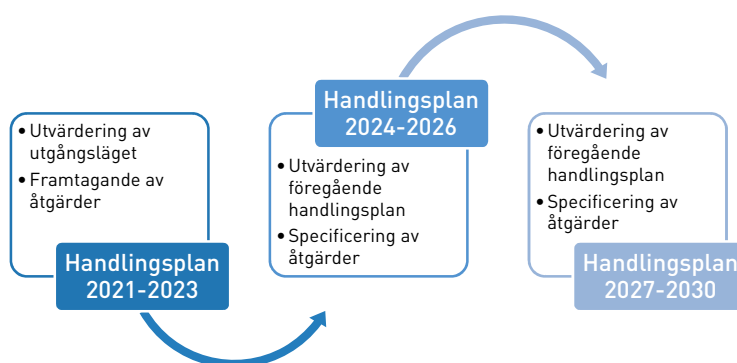 • Utvärdering av
utgångsläget
• Framtagande av
åtgärder
Handlingsplan
2021-2023
Handlingsplan
2024-2026
• Utvärdering av
föregående
handlingsplan
• Specificering av
åtgärder
• Utvärdering av
föregående
handlingsplan
• Specificering av
åtgärder
Handlingsplan
2027-2030